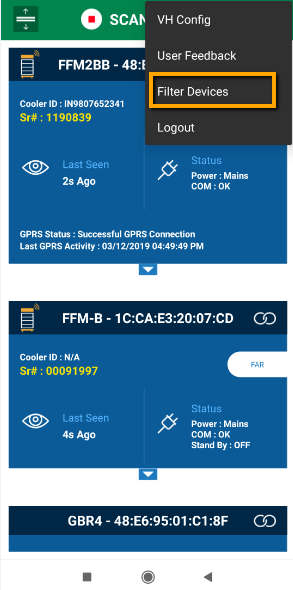 SCAN
VH Config
User Feedback
Filter Devices
Logout
FFM2BB - 48:E
Cooler ID : IN9807652341
Sr# : 1190839
Last Seen
2s Ago
Status
Power : Mains
COM : OK
GPRS Status : Successful GPRS Connection
Last GPRS Activity : 03/12/2019 04:49:49 PM
FFM-B - 1C:CA:E3:20:07:CD
Cooler ID : N/A
Sr# : 00091997
FAR
Last Seen
4s Ago
Status
Power : Mains
COM : OK
Stand By : OFF
GBR4 - 48:E6:95:01:C1:8F